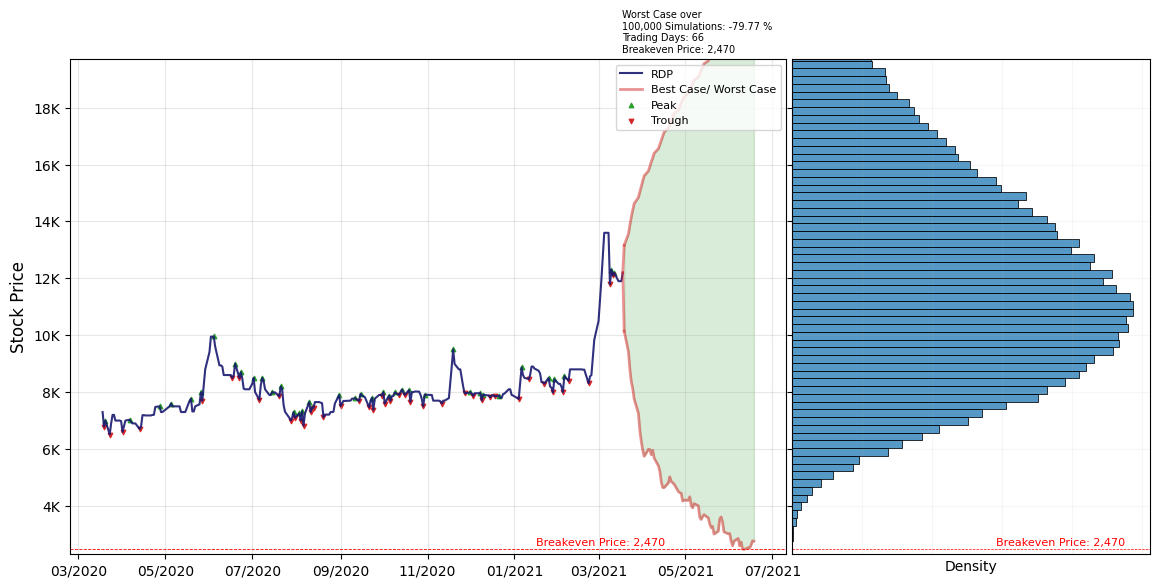 Worst Case over
100,000 Simulations: -79.77 %
Trading Days: 66
Breakeven Price: 2,470
RDP
Best Case/ Worst Case
Peak
Trough
Stock Price
18K
16K
14K
12K
10K
8K
6K
4K
Breakeven Price: 2,470
Breakeven Price: 2,470
03/2020 05/2020 07/2020 09/2020 11/2020 01/2021 03/2021 05/2021 07/2021
Density